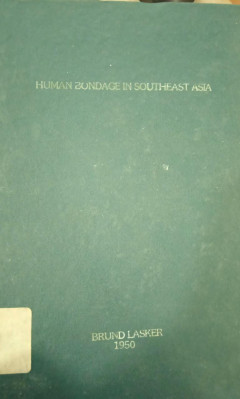 HUMAN BONDAGE IN SOUTHEAST ASIA
BRUNO LASKER
1950